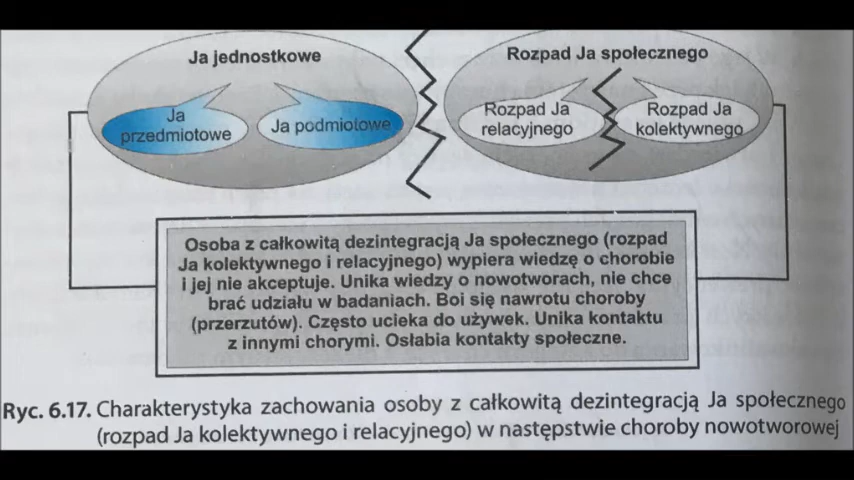 Ja jednostkowe
Ja
przedmiotowe
Ja podmiotowe
Rozpad Ja społecznego
Rozpad Ja
relacyjnego
Rozpad Ja
kolektywnego
Osoba z całkowitą dezintegracją Ja społecznego (rozpad
Ja kolektywnego i relacyjnego) wypiera wiedzę o chorobie
i jej nie akceptuje. Unika wiedzy o nowotworach, nie chce
brać udziału w badaniach. Boi się nawrotu choroby
(przerzutów). Często ucieka do używek. Unika kontaktu
z innymi chorymi. Osłabia kontakty społeczne.
Ryc. 6.17. Charakterystyka zachowania osoby z całkowitą dezintegracją Ja społecznego
(rozpad Ja kolektywnego i relacyjnego) w następstwie choroby nowotworowej